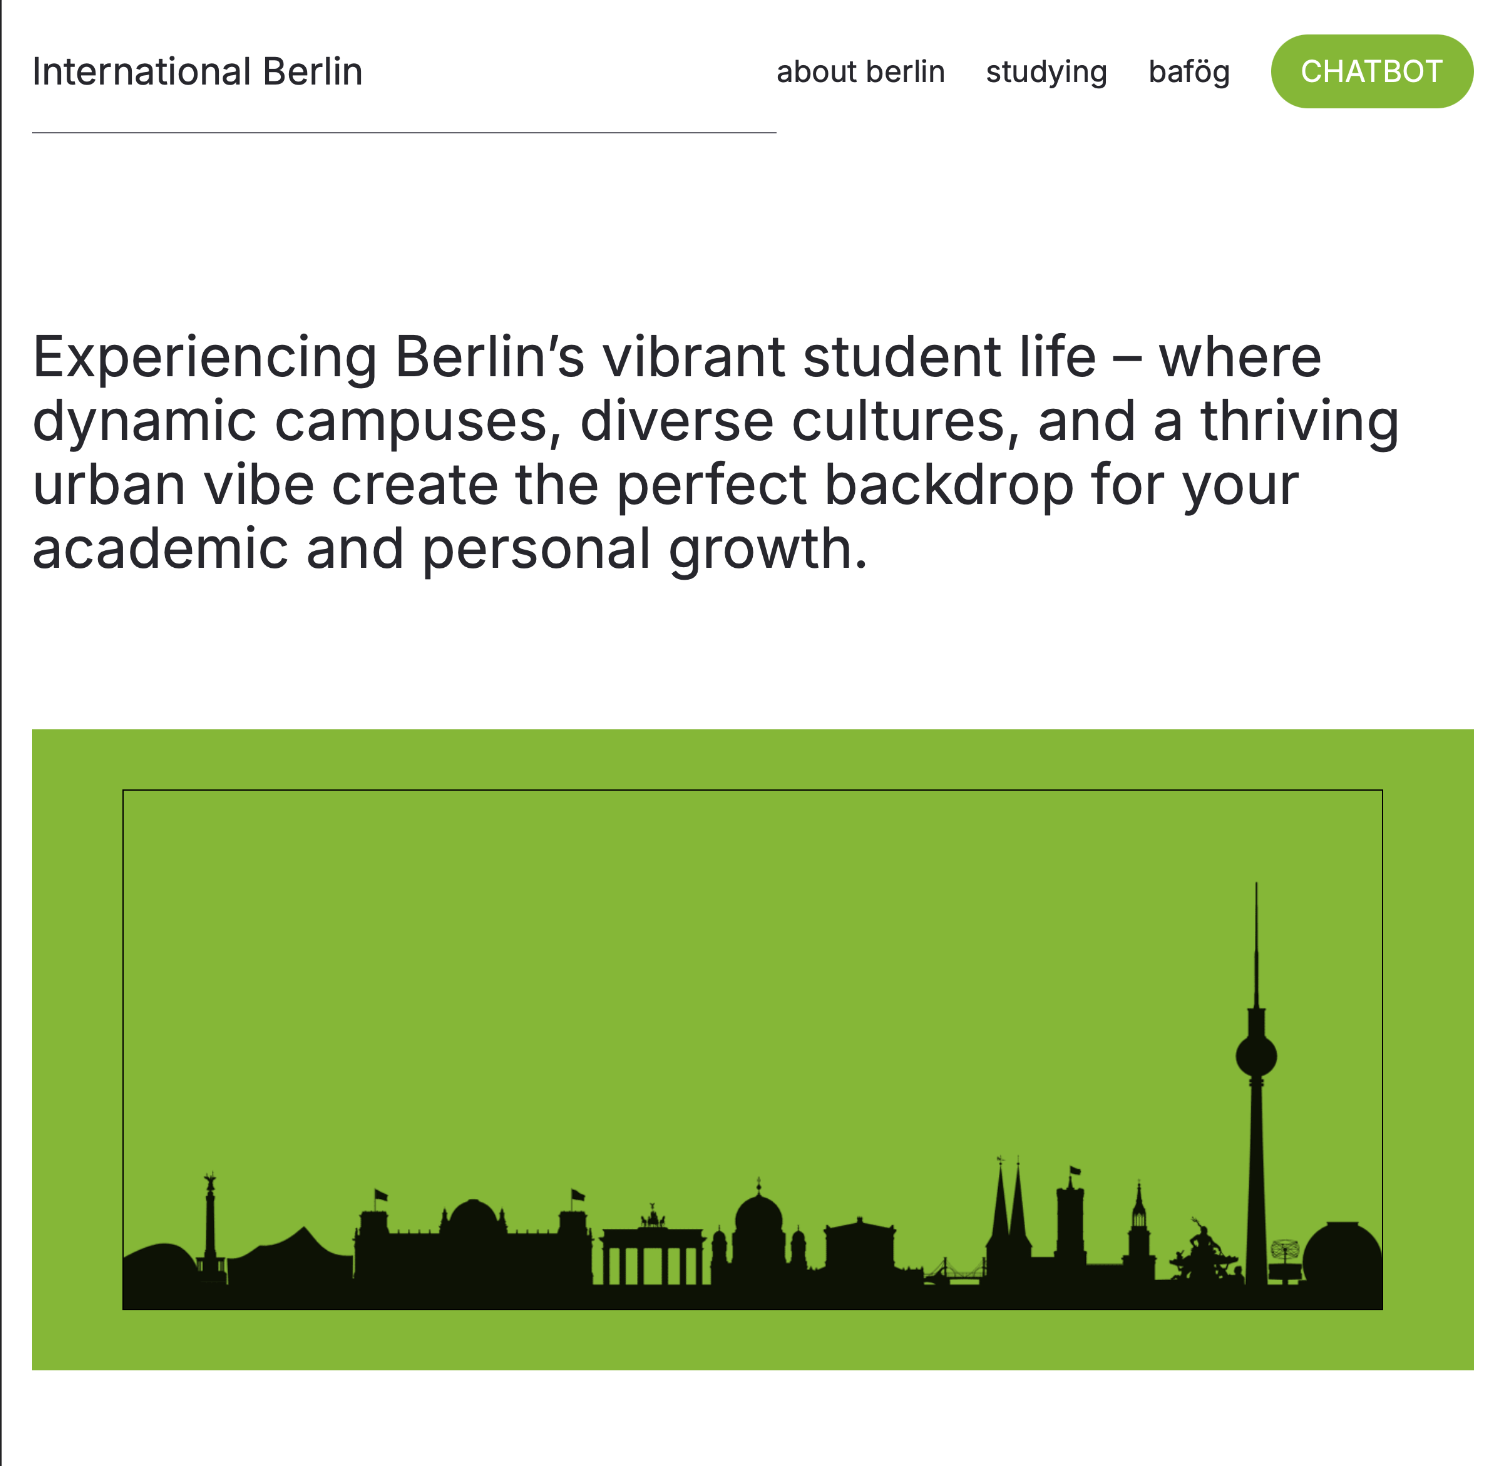 International Berlin
about berlin studying bafög CHATBOT
Experiencing Berlin’s vibrant student life – where
dynamic campuses, diverse cultures, and a thriving
urban vibe create the perfect backdrop for your
academic and personal growth.